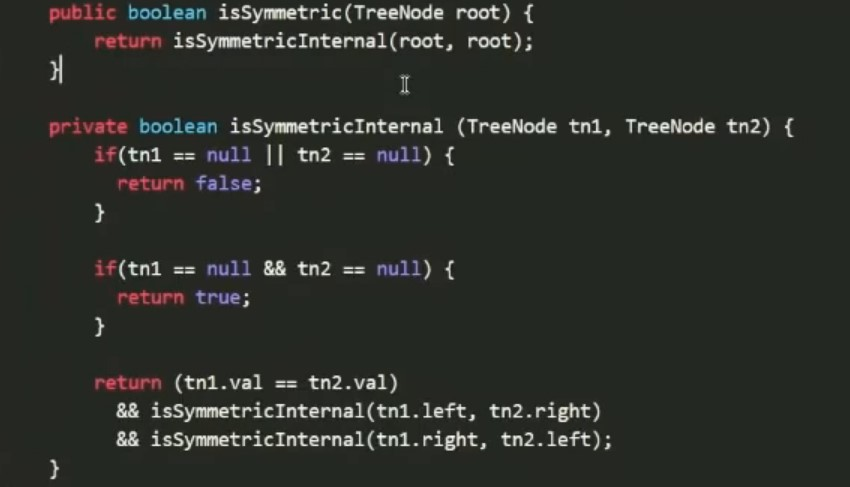 public boolean isSymmetric(TreeNode root) {
    return isSymmetricInternal(root, root);
}

private boolean isSymmetricInternal (TreeNode tn1, TreeNode tn2) {
    if(tn1 == null || tn2 == null) {
      return false;
    }

    if(tn1 == null && tn2 == null) {
      return true;
    }

    return (tn1.val == tn2.val)
      && isSymmetricInternal(tn1.left, tn2.right)
      && isSymmetricInternal(tn1.right, tn2.left);
}